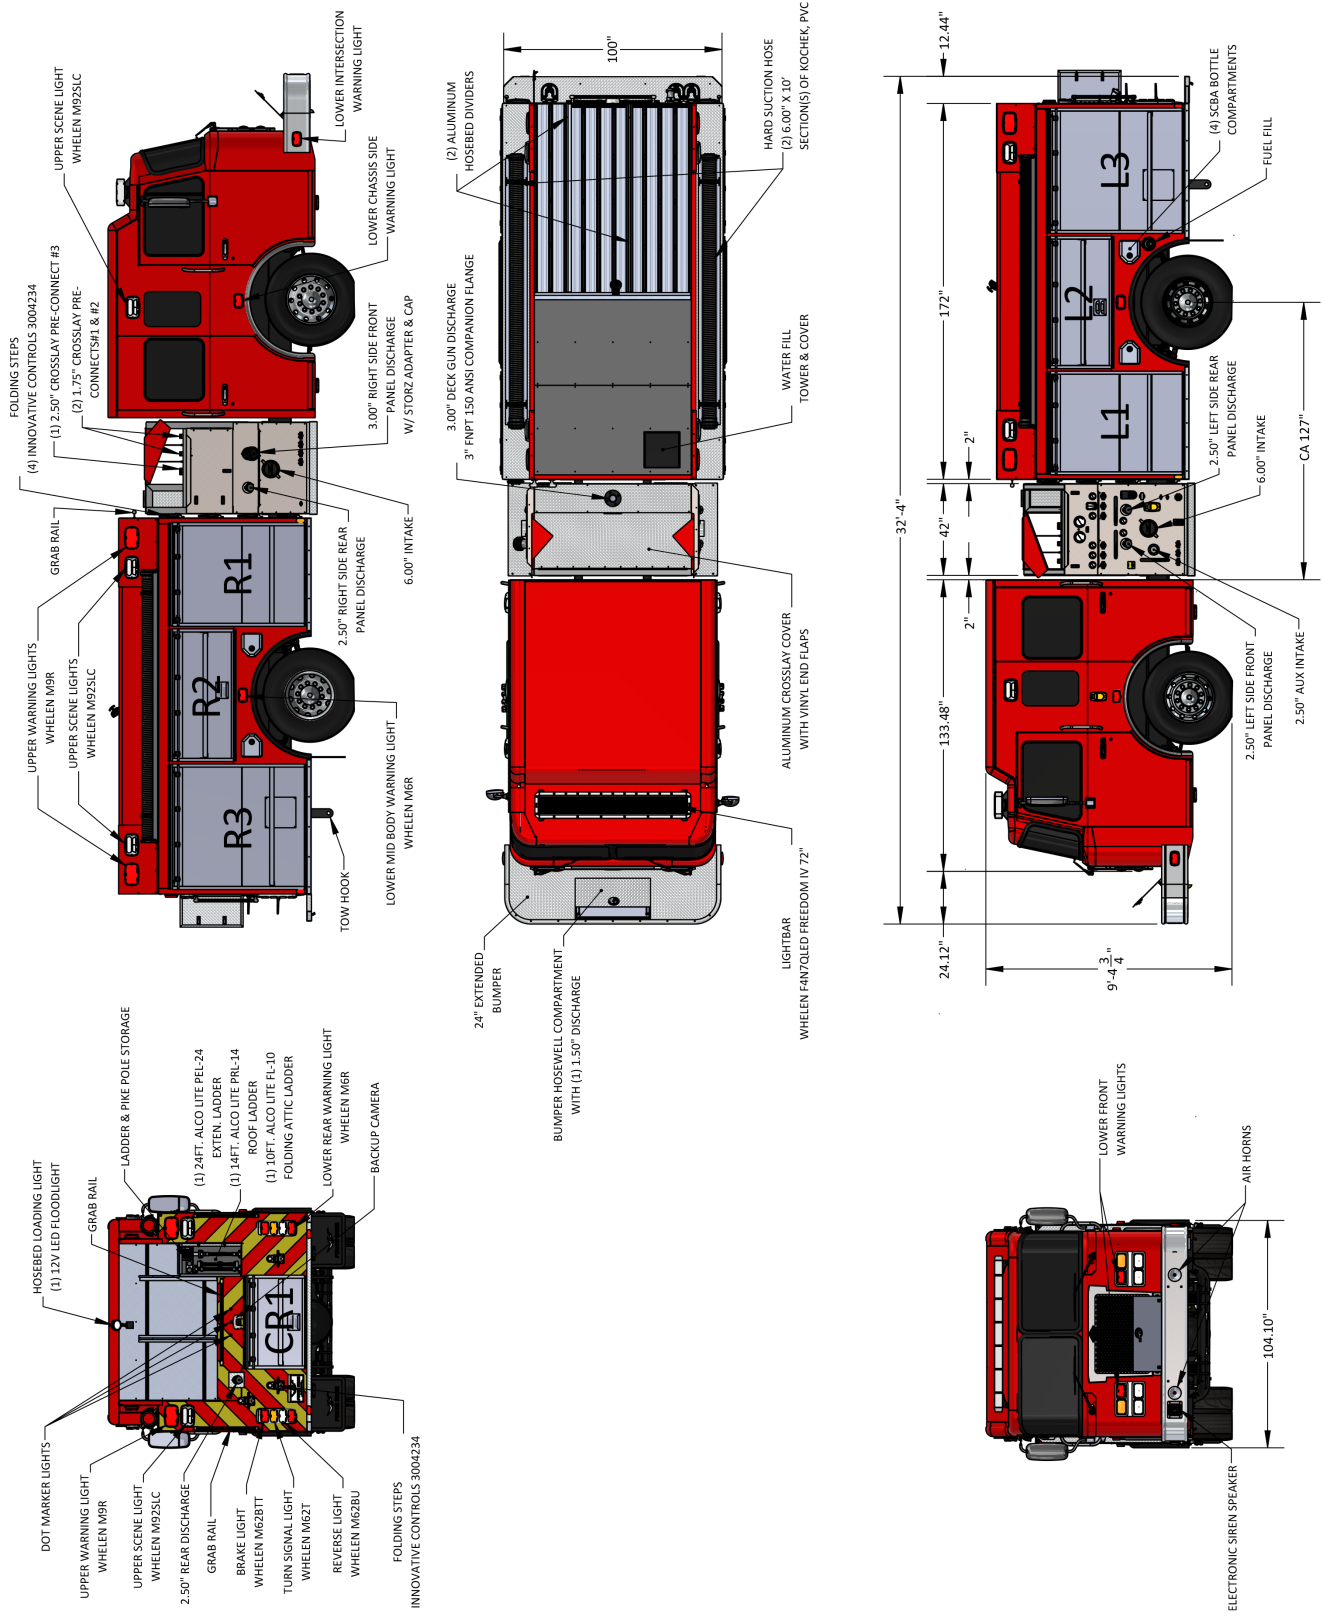 FOLDING STEPS
(4) INNOVATIVE CONTROLS 3004234
(1) 2.50" CROSSLAY PRE-CONNECT #3
(2) 1.75" CROSSLAY PRE-
CONNECTS#1 & #2
UPPER SCENE LIGHT
WHELEN M92SLC
LOWER INTERSECTION
WARNING LIGHT
LOWER CHASSIS SIDE
WARNING LIGHT
3.00" RIGHT SIDE FRONT
PANEL DISCHARGE
W/ STORZ ADAPTER & CAP
6.00" INTAKE
2.50" RIGHT SIDE REAR
PANEL DISCHARGE
GRAB RAIL
UPPER WARNING LIGHTS
WHELEN M9R
UPPER SCENE LIGHTS
WHELEN M92SLC
R3
R2
R1
TOW HOOK
LOWER MID BODY WARNING LIGHT
WHELEN M6R
HOSEBED LOADING LIGHT
(1) 12V LED FLOODLIGHT
GRAB RAIL
LADDER & PIKE POLE STORAGE
(1) 24FT. ALCO LITE PEL-24
EXTEN. LADDER
(1) 14FT. ALCO LITE PRL-14
ROOF LADDER
(1) 10FT. ALCO LITE FL-10
FOLDING ATTIC LADDER
LOWER REAR WARNING LIGHT
WHELEN M6R
BACKUP CAMERA
CR1
DOT MARKER LIGHTS
UPPER WARNING LIGHT
WHELEN M9R
UPPER SCENE LIGHT
WHELEN M92SLC
2.50" REAR DISCHARGE
GRAB RAIL
BRAKE LIGHT
WHELEN M62BTT
TURN SIGNAL LIGHT
WHELEN M62T
REVERSE LIGHT
WHELEN M62BU
FOLDING STEPS
INNOVATIVE CONTROLS 3004234
100"
(2) ALUMINUM
HOSEBED DIVIDERS
HARD SUCTION HOSE
(2) 6.00" X 10'
SECTION(S) OF KOCHEK, PVC
3.00" DECK GUN DISCHARGE
3" FNPT 150 ANSI COMPANION FLANGE
WATER FILL
TOWER & COVER
ALUMINUM CROSSLAY COVER
WITH VINYL END FLAPS
LIGHTBAR
WHELEN F4N7QLED FREEDOM IV 72"
24" EXTENDED
BUMPER
BUMPER HOSEWELL COMPARTMENT
WITH (1) 1.50" DISCHARGE
32'-4"
24.12"
133.48"
2"
42"
2"
172"
12.44"
9'-4 3/4"
L1
L2
L3
(4) SCBA BOTTLE
COMPARTMENTS
FUEL FILL
CA 127"
2.50" LEFT SIDE REAR
PANEL DISCHARGE
6.00" INTAKE
2.50" AUX INTAKE
2.50" LEFT SIDE FRONT
PANEL DISCHARGE
LOWER FRONT
WARNING LIGHTS
AIR HORNS
104.10"
ELECTRONIC SIREN SPEAKER